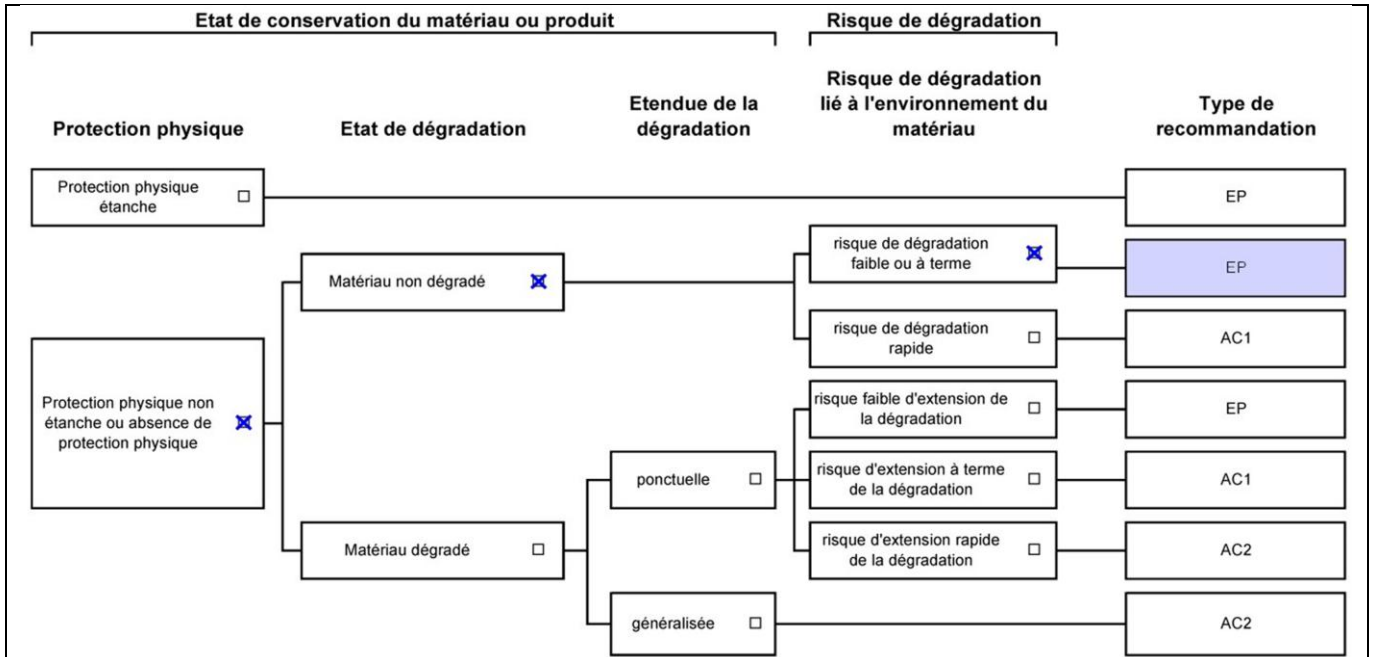 Etat de conservation du matériau ou produit
Risque de dégradation
Protection physique
Etat de dégradation
Etendue de la
dégradation
Risque de dégradation
lié à l'environnement du
matériau
Type de
recommandation
Protection physique
étanche
EP
Protection physique non
étanche ou absence de
protection physique
Matériau non dégradé
risque de dégradation
faible ou à terme
EP
risque de dégradation
rapide
AC1
Matériau dégradé
ponctuelle
risque faible d'extension de
la dégradation
EP
risque d'extension à terme
de la dégradation
AC1
risque d'extension rapide
de la dégradation
AC2
généralisée
AC2